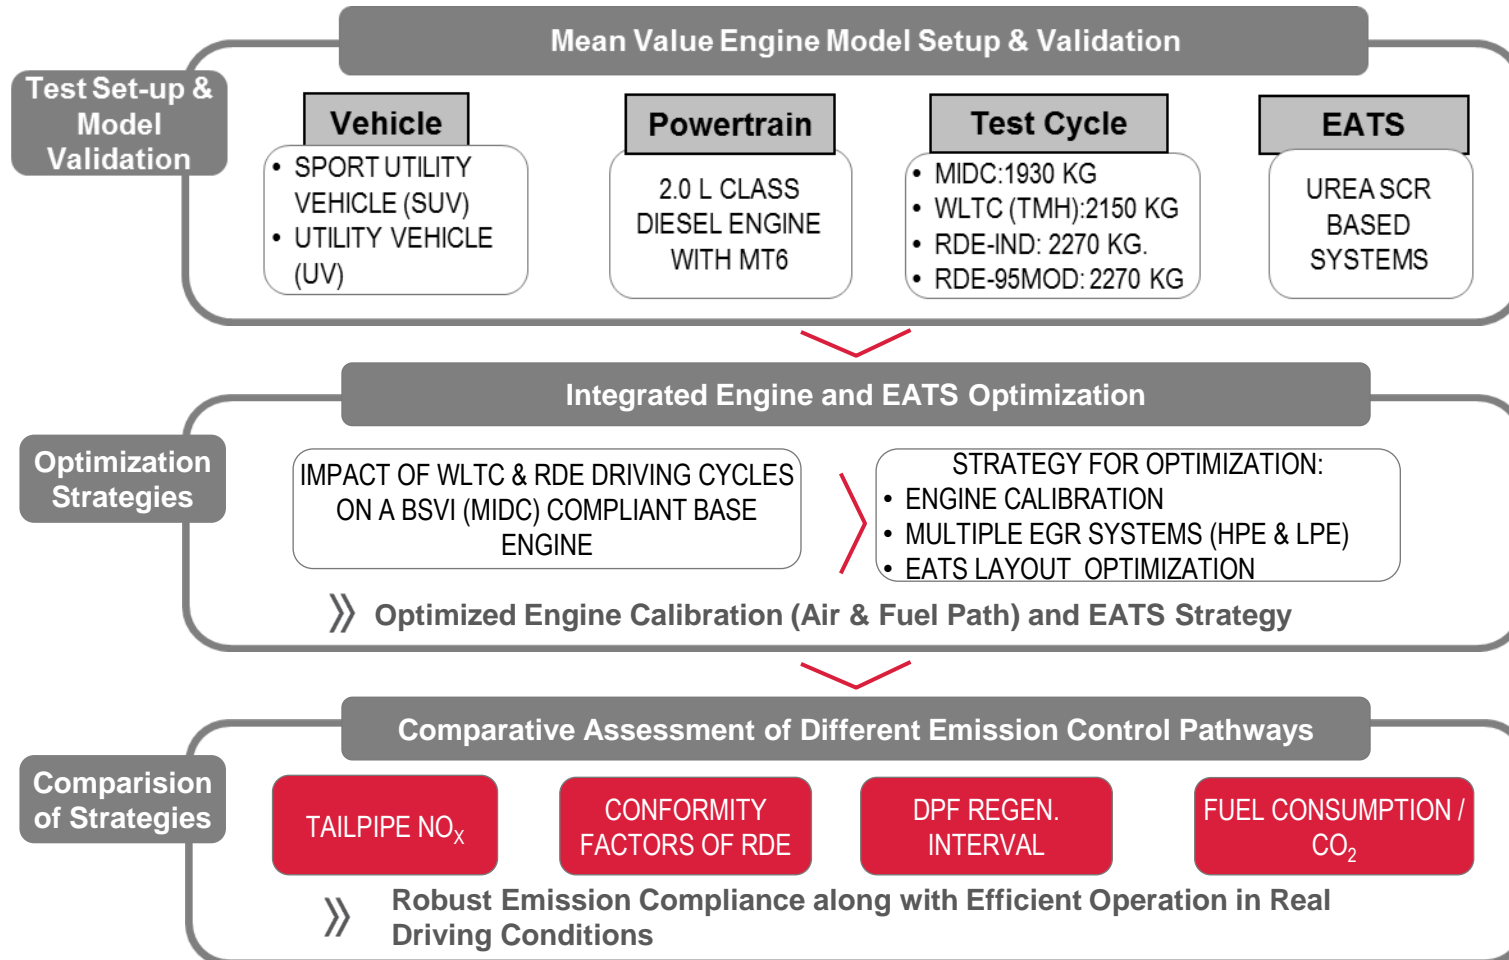 Mean Value Engine Model Setup & Validation
Test Set-up &
Model
Validation
Vehicle
• SPORT UTILITY
VEHICLE (SUV)
• UTILITY VEHICLE
(UV)
Powertrain
2.0 L CLASS
DIESEL ENGINE
WITH MT6
Test Cycle
• MIDC:1930 KG
• WLTC (TMH):2150 KG
• RDE-IND: 2270 KG.
• RDE-95MOD: 2270 KG
EATS
UREA SCR
BASED
SYSTEMS
Integrated Engine and EATS Optimization
Optimization
Strategies
IMPACT OF WLTC & RDE DRIVING CYCLES
ON A BSVI (MIDC) COMPLIANT BASE
ENGINE
STRATEGY FOR OPTIMIZATION:
• ENGINE CALIBRATION
• MULTIPLE EGR SYSTEMS (HPE & LPE)
• EATS LAYOUT OPTIMIZATION
Optimized Engine Calibration (Air & Fuel Path) and EATS Strategy
Comparative Assessment of Different Emission Control Pathways
Comparision
of Strategies
TAILPIPE NOX
CONFORMITY
FACTORS OF RDE
DPF REGEN.
INTERVAL
FUEL CONSUMPTION /
CO2
Robust Emission Compliance along with Efficient Operation in Real
Driving Conditions